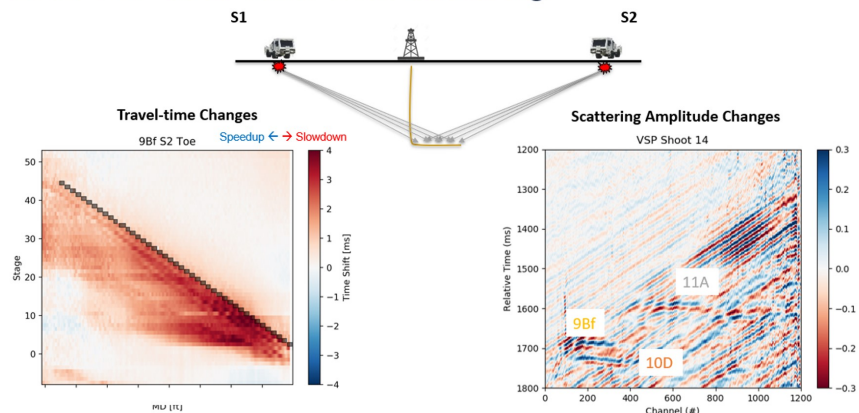 S1
S2
Travel-time Changes
Scattering Amplitude Changes
9Bf S2 Toe
Speedup ← → Slowdown
VSP Shoot 14
50
40
30
20
10
0
Stage
MD [ft]
4
3
2
1
0
−1
−2
−3
−4
Time Shift [ms]
1200
1300
1400
1500
1600
1700
1800
Relative Time (ms)
11A
9Bf
10D
0
200
400
600
800
1000
1200
Channel (#)
0.3
0.2
0.1
0.0
−0.1
−0.2
−0.3